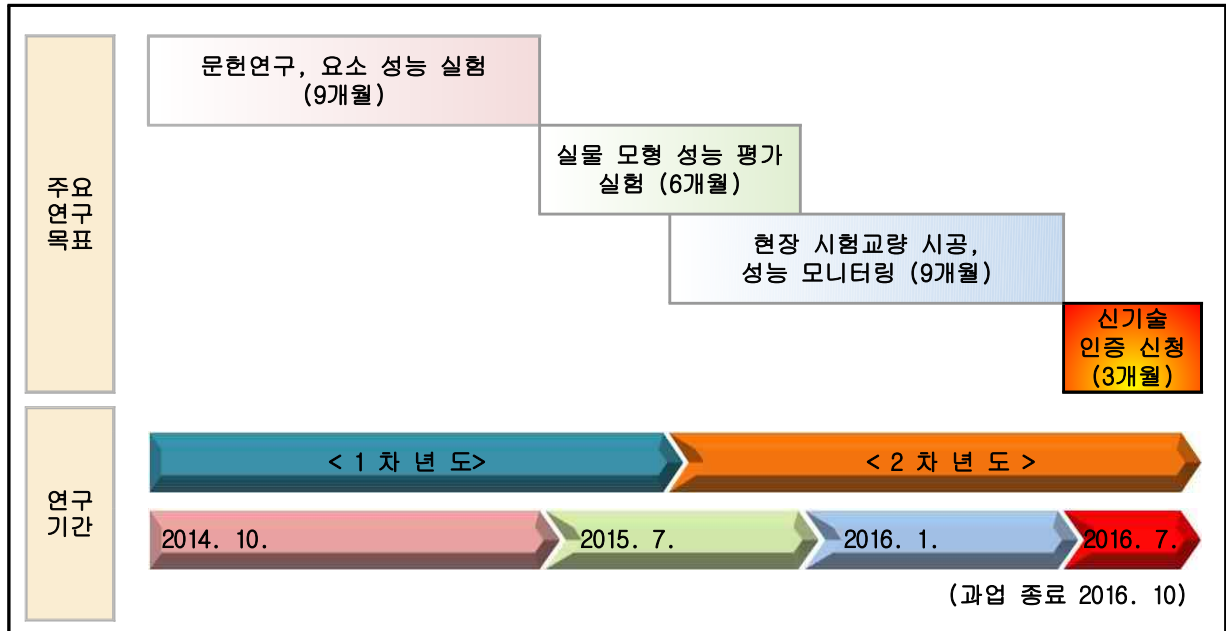 주요
연구
목표
문헌연구, 요소 성능 실험
(9개월)
실물 모형 성능 평가
실험 (6개월)
현장 시험교량 시공,
성능 모니터링 (9개월)
신기술
인증 신청
(3개월)
연구
기간
< 1 차 년 도>
< 2 차 년 도 >
2014. 10.
2015. 7.
2016. 1.
2016. 7.
(과업 종료 2016. 10)